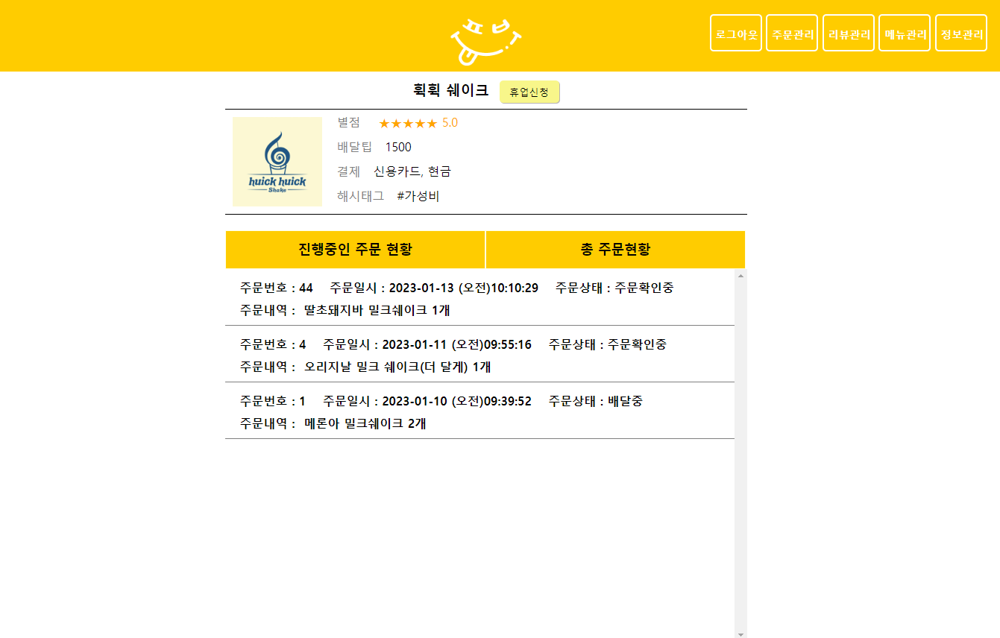 프비
로그아웃 주문관리 리뷰관리 메뉴관리 정보관리
휙휙 쉐이크 휴업신청
huick huick
Shake
별점 ★★★★★ 5.0
배달팁 1500
결제 신용카드, 현금
해시태그 #가성비
진행중인 주문 현황 총 주문현황
주문번호 : 44 주문일시 : 2023-01-13 (오전)10:10:29 주문상태 : 주문확인중
주문내역 : 딸초돼지바 밀크쉐이크 1개
주문번호 : 4 주문일시 : 2023-01-11 (오전)09:55:16 주문상태 : 주문확인중
주문내역 : 오리지날 밀크 쉐이크(더 달게) 1개
주문번호 : 1 주문일시 : 2023-01-10 (오전)09:39:52 주문상태 : 배달중
주문내역 : 메론아 밀크쉐이크 2개